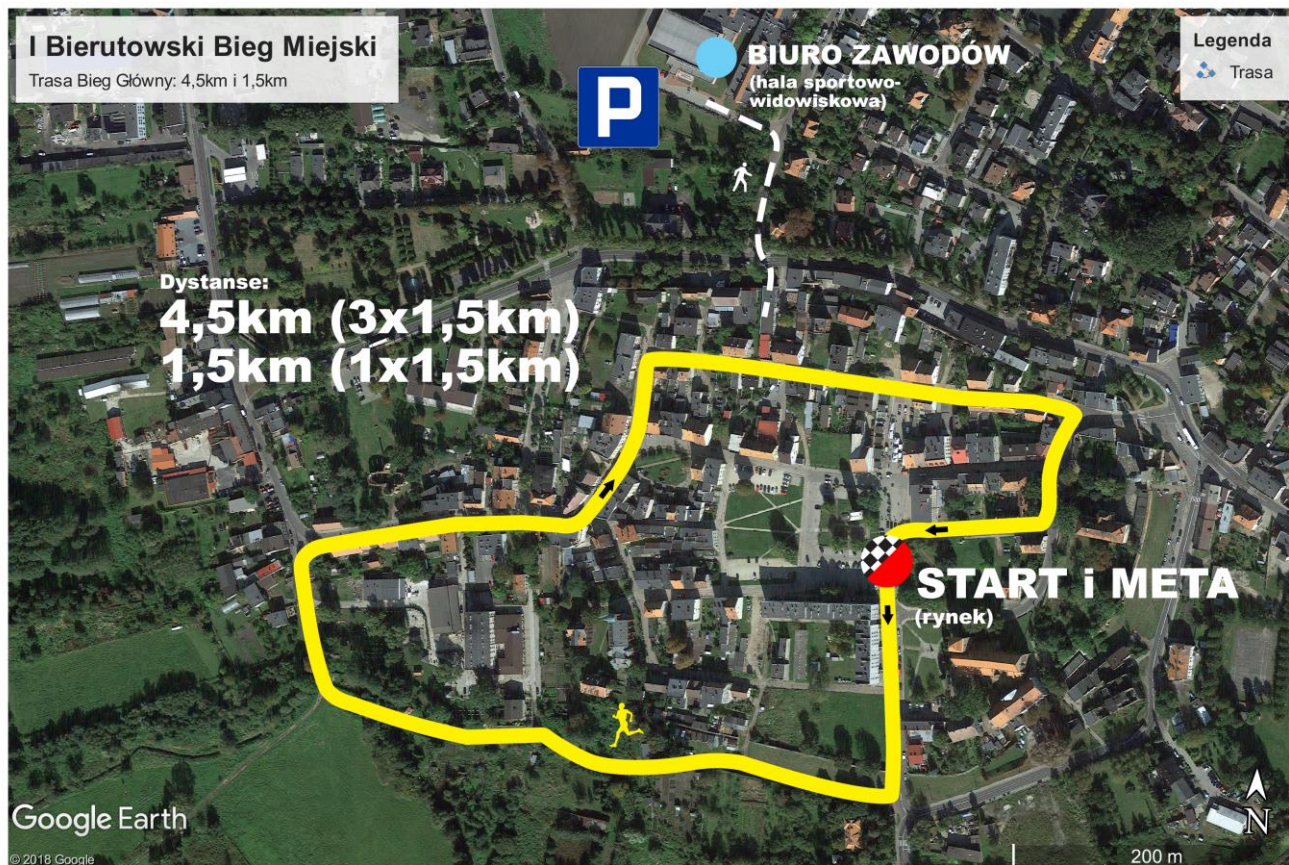 I Bierutowski Bieg Miejski
Trasa Bieg Główny: 4,5km i 1,5km
Legenda
Trasa
BIURO ZAWODÓW
(hala sportowo-
widowiskowa)
P
Dystanse:
4,5km (3x1,5km)
1,5km (1x1,5km)
START i META
(rynek)
Google Earth
© 2018 Google
N
200 m